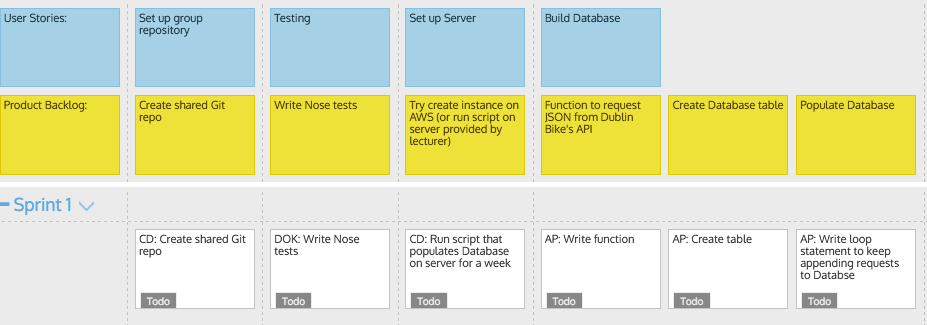 User Stories:
Set up group
repository
Testing
Set up Server
Build Database
Product Backlog:
Create shared Git
repo
Write Nose tests
Try create instance on
AWS (or run script on
server provided by
lecturer)
Function to request
JSON from Dublin
Bike's API
Create Database table
Populate Database
Sprint 1
CD: Create shared Git
repo
Todo
DOK: Write Nose
tests
Todo
CD: Run script that
populates Database
on server for a week
Todo
AP: Write function
Todo
AP: Create table
Todo
AP: Write loop
statement to keep
appending requests
to Databse
Todo